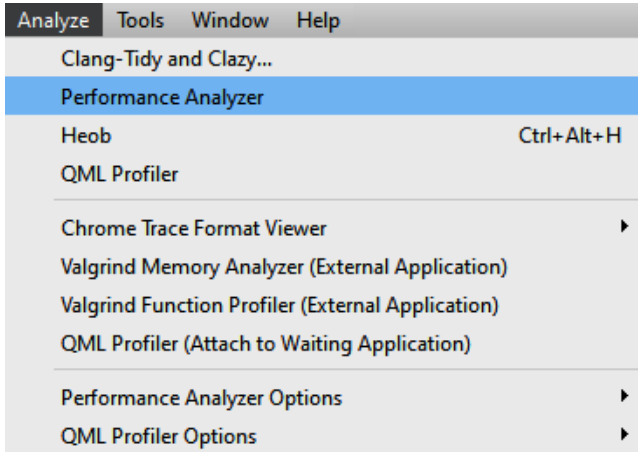 Analyze Tools Window Help
Clang-Tidy and Clazy...
Performance Analyzer
Heob Ctrl+Alt+H
QML Profiler
Chrome Trace Format Viewer
Valgrind Memory Analyzer (External Application)
Valgrind Function Profiler (External Application)
QML Profiler (Attach to Waiting Application)
Performance Analyzer Options
QML Profiler Options